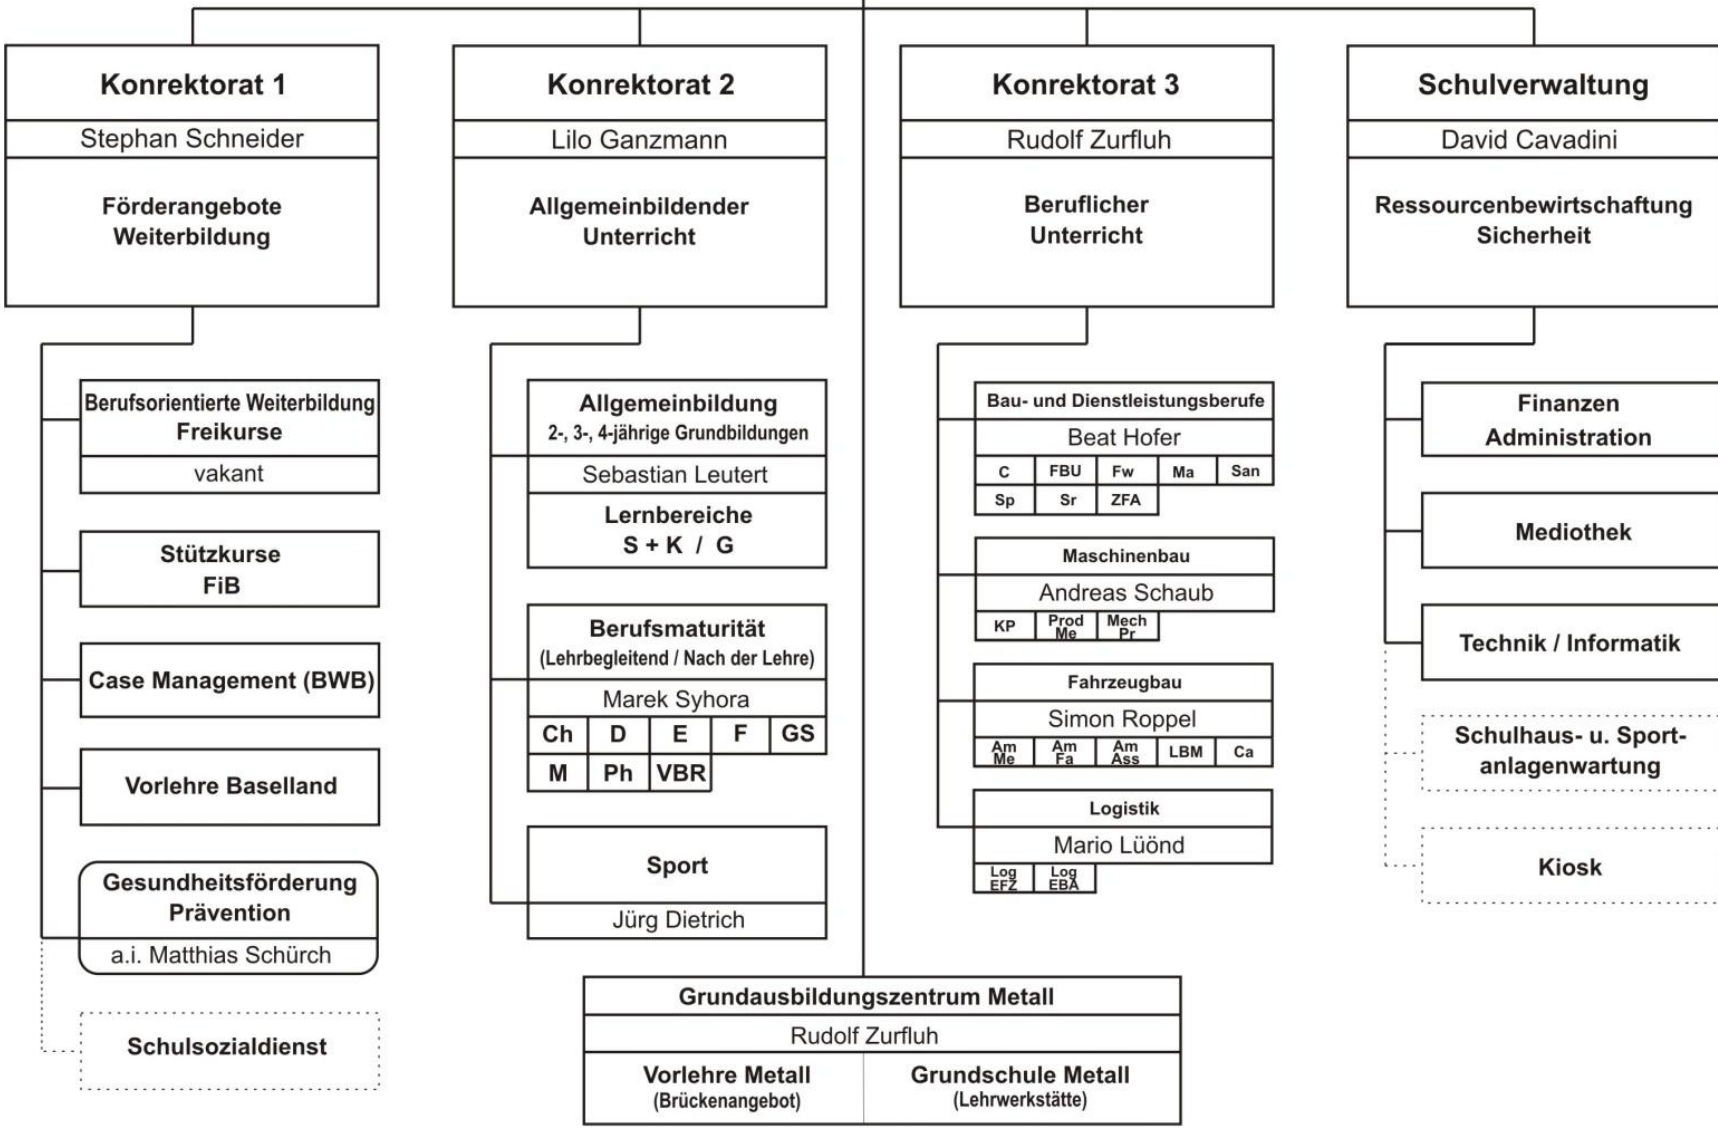 Konrektorat 1
Stephan Schneider
Förderangebote
Weiterbildung
Berufsorientierte Weiterbildung
Freikurse
vakant
Stützkurse
FiB
Case Management (BWB)
Vorlehre Baselland
Gesundheitsförderung
Prävention
a.i. Matthias Schürch
Schulsozialdienst
Konrektorat 2
Lilo Ganzmann
Allgemeinbildender
Unterricht
Allgemeinbildung
2-, 3-, 4-jährige Grundbildungen
Sebastian Leutert
Lernbereiche
S + K / G
Berufsmaturität
(Lehrbegleitend / Nach der Lehre)
Marek Syhora
Ch D E F GS
M Ph VBR
Sport
Jürg Dietrich
Konrektorat 3
Rudolf Zurfluh
Beruflicher
Unterricht
Bau- und Dienstleistungsberufe
Beat Hofer
C FBU Fw Ma San
Sp Sr ZFA
Maschinenbau
Andreas Schaub
KP Prod Me Mech Pr
Fahrzeugbau
Simon Roppel
Am Me Am Fa Am Ass LBM Ca
Logistik
Mario Lüönd
Log EFZ Log EBA
Schulverwaltung
David Cavadini
Ressourcenbewirtschaftung
Sicherheit
Finanzen
Administration
Mediothek
Technik / Informatik
Schulhaus- u. Sport-
anlagenwartung
Kiosk
Grundausbildungszentrum Metall
Rudolf Zurfluh
Vorlehre Metall
(Brückenangebot)
Grundschule Metall
(Lehrwerkstätte)